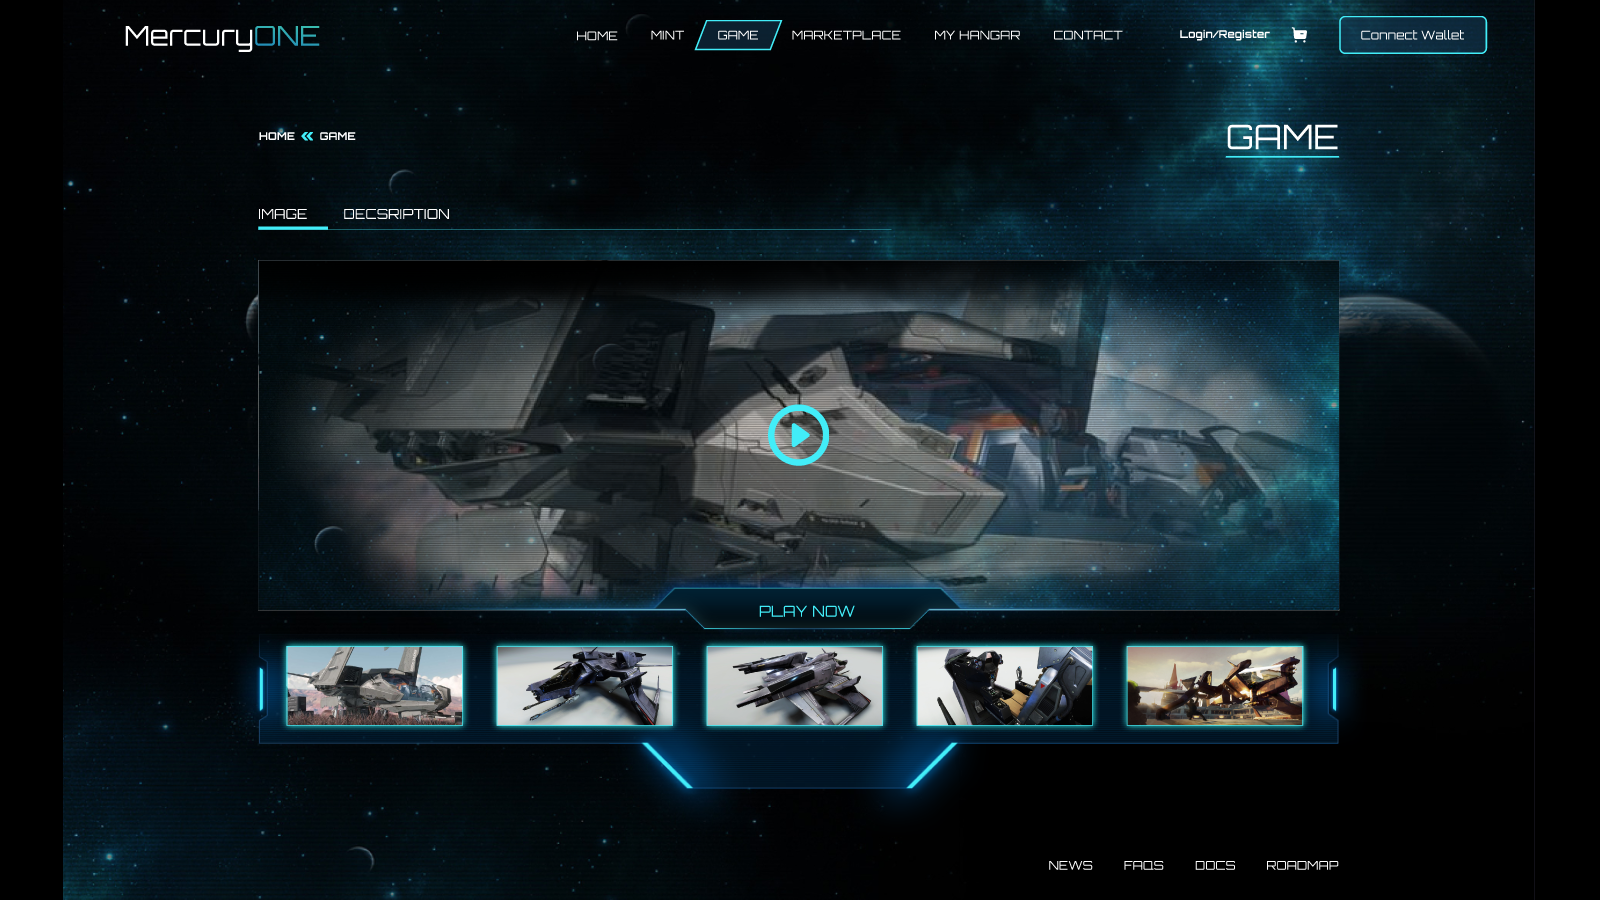 MercuryONE
HOME MINT GAME MARKETPLACE MY HANGAR CONTACT Login/Register Connect Wallet
HOME GAME
GAME
IMAGE DECSRIPTION
PLAY NOW
NEWS FAQS DOCS ROADMAP